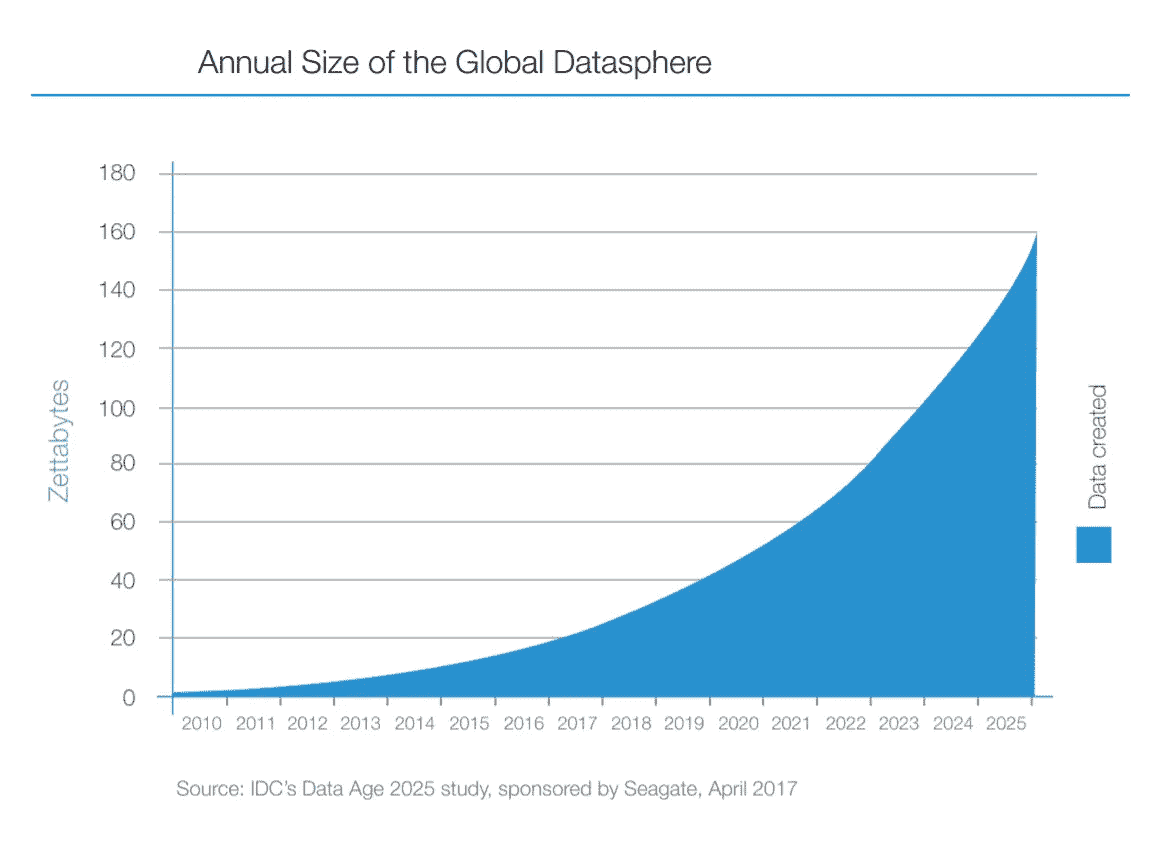 Annual Size of the Global Datasphere
180
160
140
120
100
80
60
40
20
0
Zettabytes
2010 2011 2012 2013 2014 2015 2016 2017 2018 2019 2020 2021 2022 2023 2024 2025
Data created
Source: IDC's Data Age 2025 study, sponsored by Seagate, April 2017